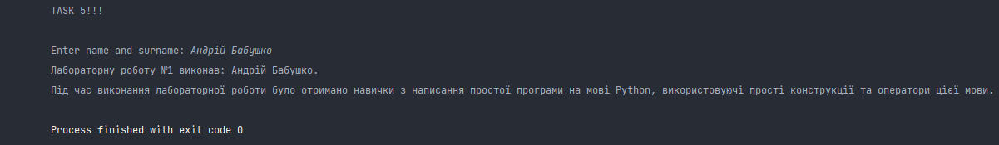 TASK 5!!!
Enter name and surname: Андрій Бабушко
Лабораторну роботу №1 виконав: Андрій Бабушко.
Під час виконання лабораторної роботи було отримано навички з написання простої програми на мові Python, використовуючі прості конструкції та оператори цієї мови.
Process finished with exit code 0